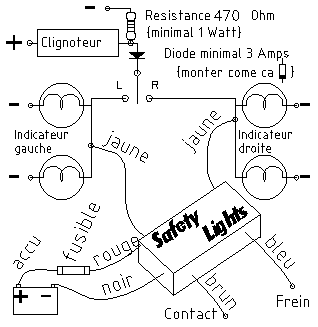 Resistance 470 Ohm
{minimal 1 Watt}
Clignoteur
Diode minimal 3 Amps
{monter come ca }
L R
Indicateur
gauche
jaune
jaune
Indicateur
droite
Safety
Lights
accu
fusible
rouge
noir
bleu
brun
Contact
Frein